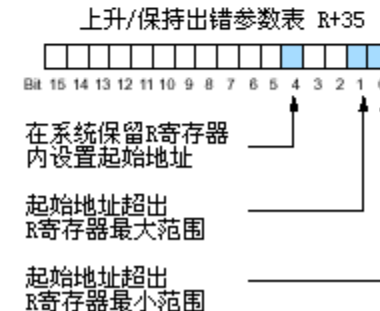 上升/保持出错参数表 R+35
Bit 15 14 13 12 11 10 9 8 7 6 5 4 3 2 1
在系统保留R寄存器
内设置起始地址
起始地址超出
R寄存器最大范围
起始地址超出
R寄存器最小范围